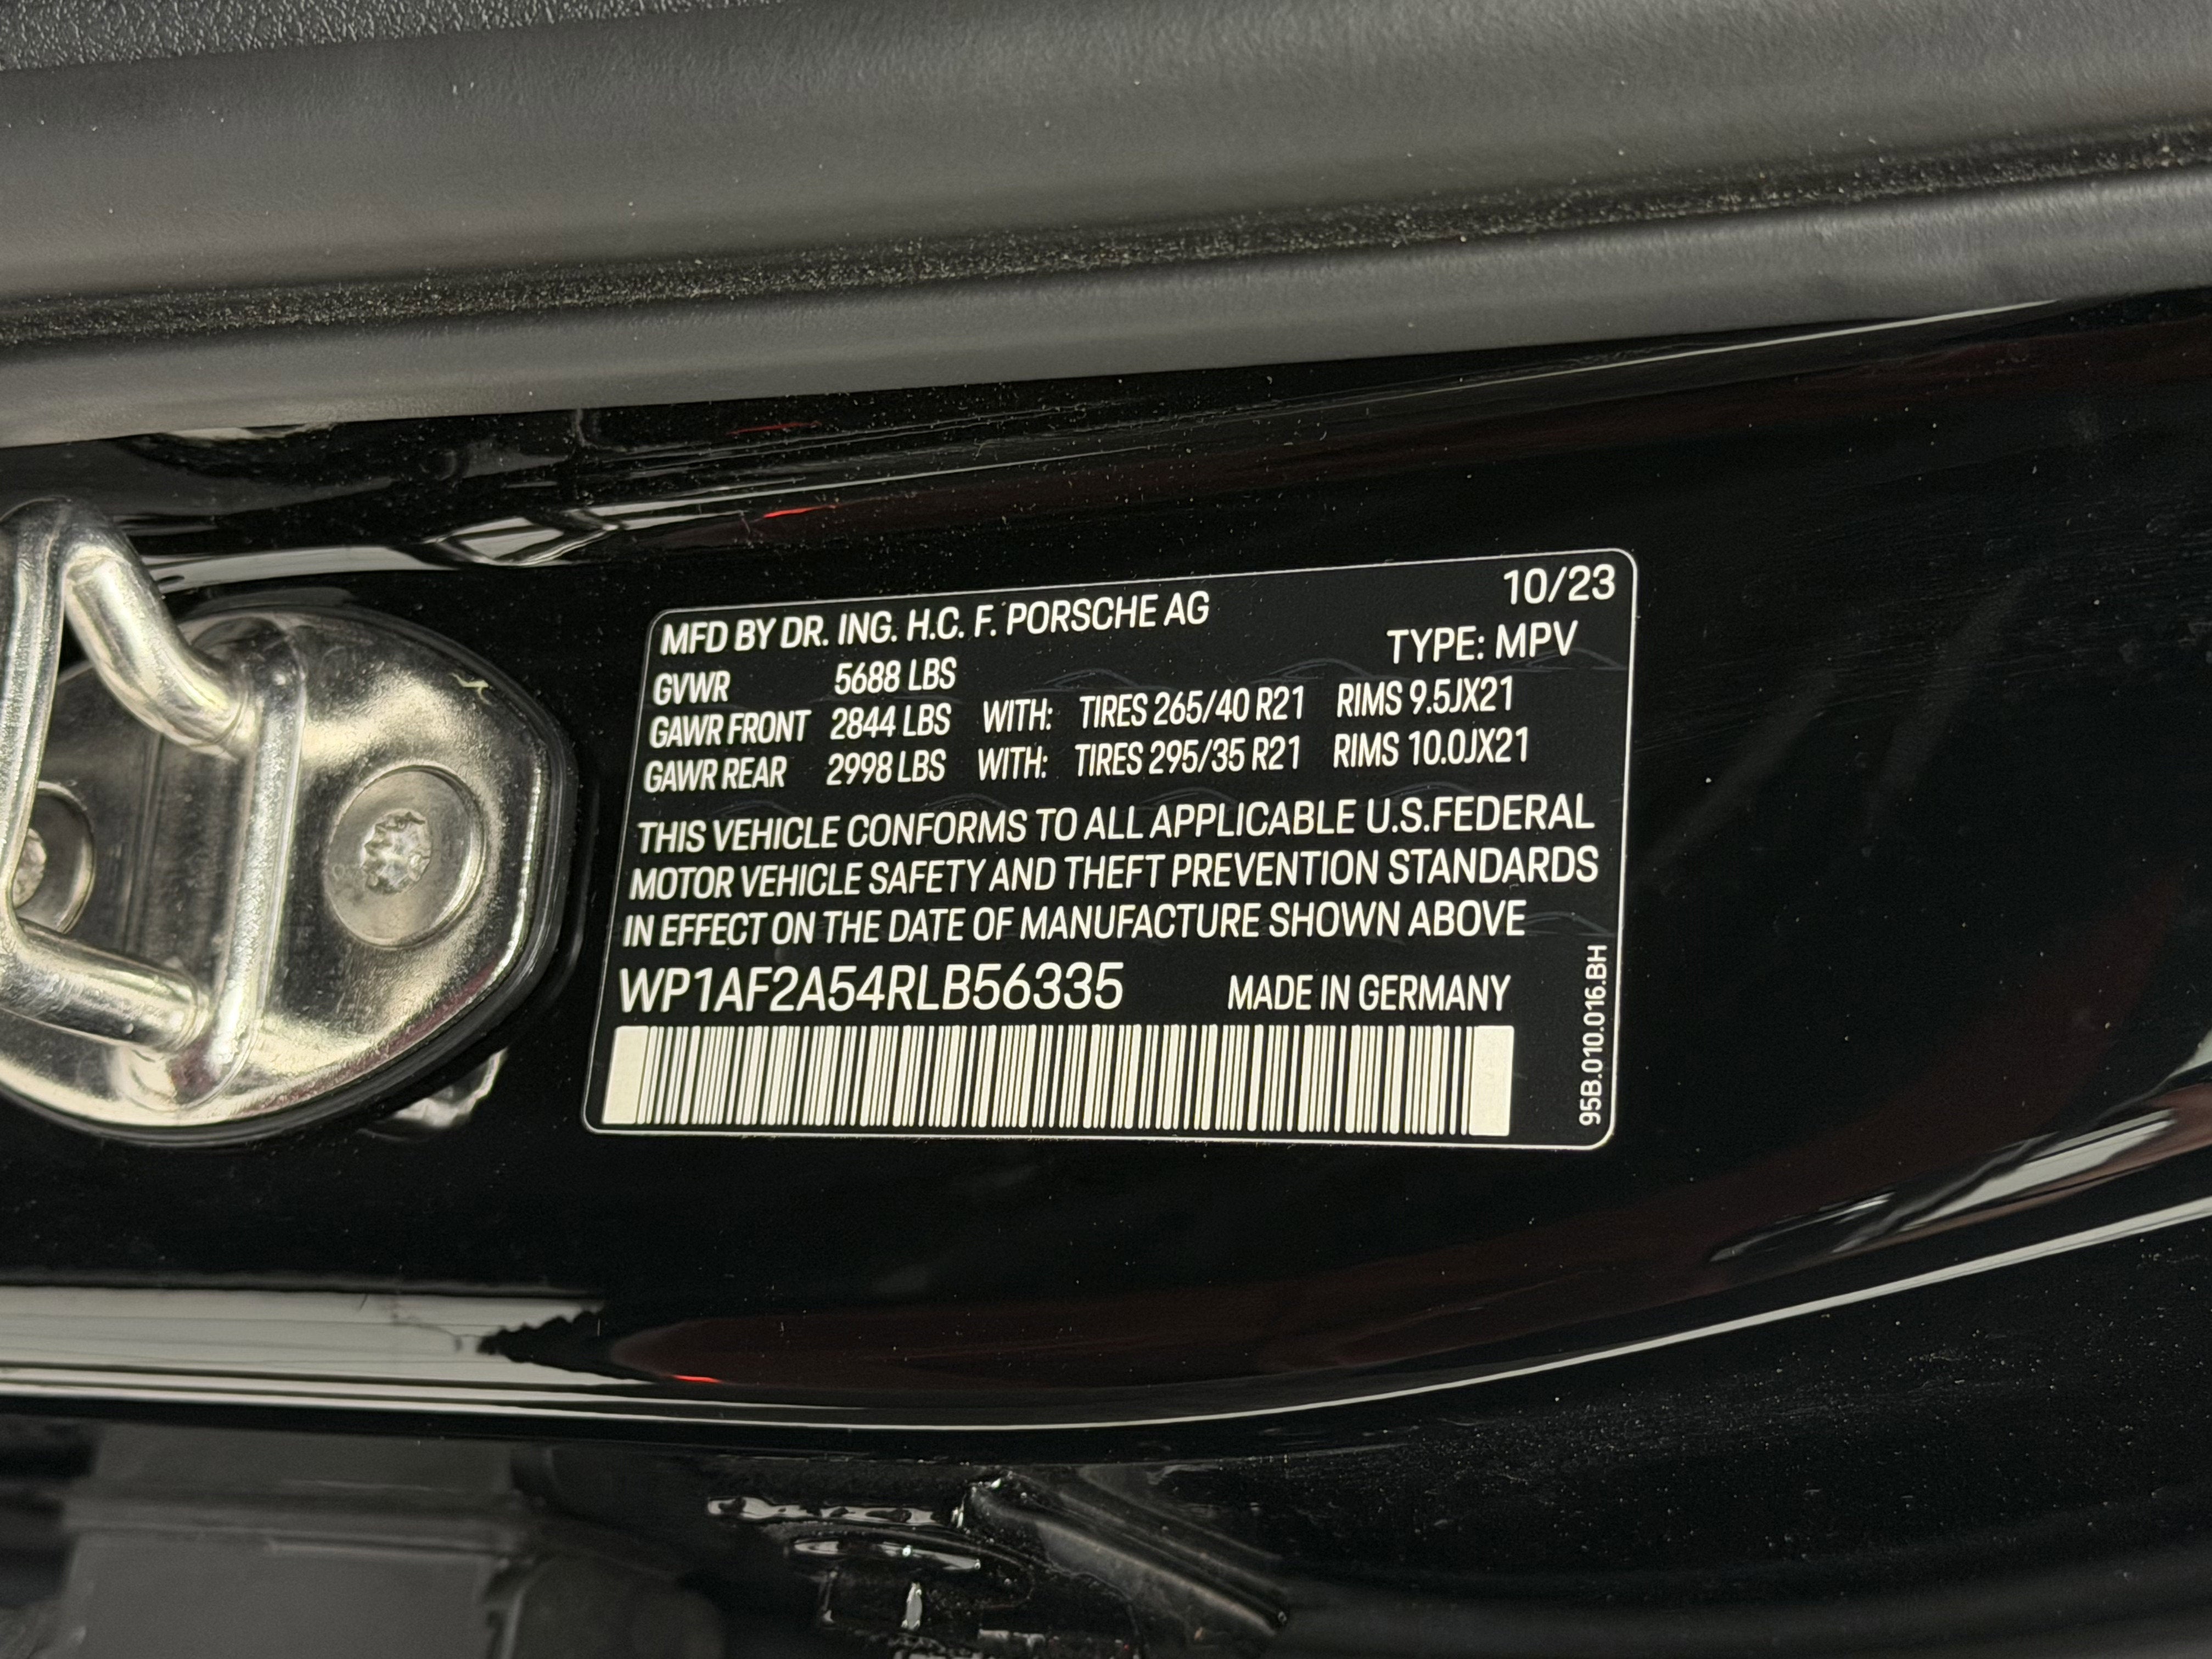 10/23
MFD BY DR. ING. H.C. F. PORSCHE AG
TYPE: MPV
GVWR 5688 LBS
GAWR FRONT 2844 LBS WITH: TIRES 265/40 R21 RIMS 9.5JX21
GAWR REAR 2998 LBS WITH: TIRES 295/35 R21 RIMS 10.0JX21
THIS VEHICLE CONFORMS TO ALL APPLICABLE U.S.FEDERAL
MOTOR VEHICLE SAFETY AND THEFT PREVENTION STANDARDS
IN EFFECT ON THE DATE OF MANUFACTURE SHOWN ABOVE
WP1AF2A54RLB56335 MADE IN GERMANY
95B.010.016.BH